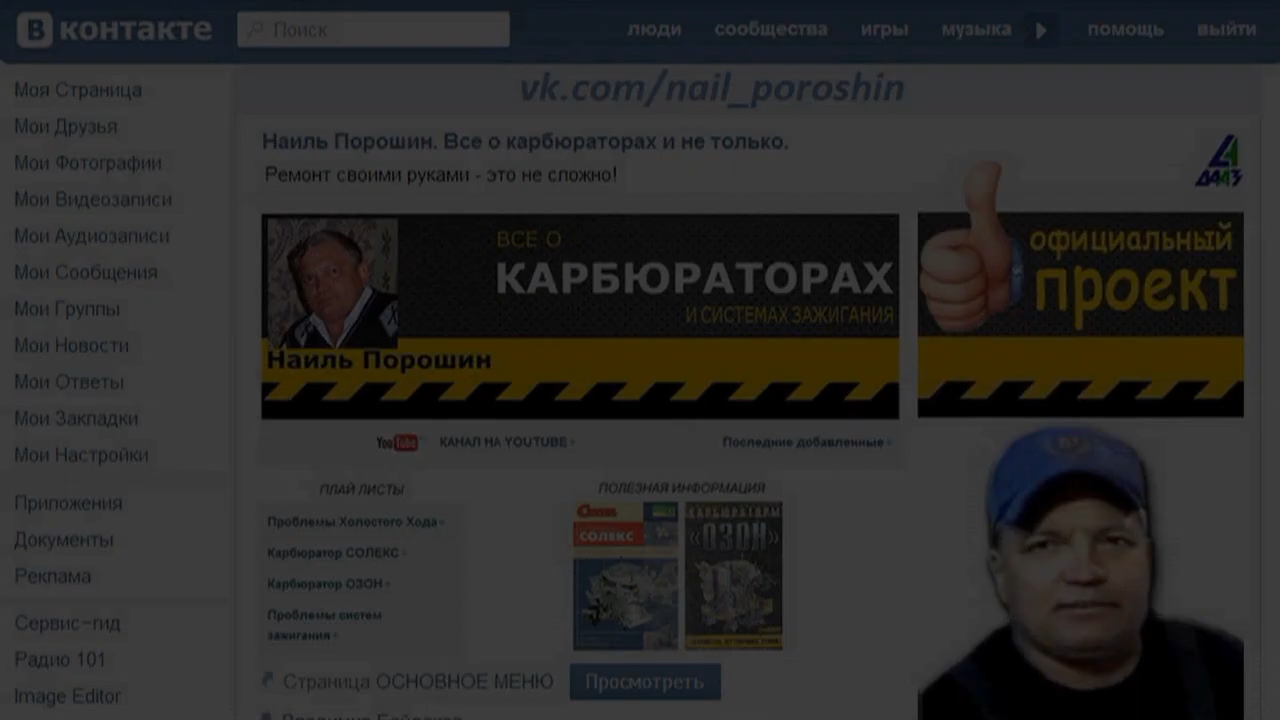 В контакте
Поиск
люди сообщества игры музыка помощь выйти
vk.com/nail_poroshin
Моя Страница
Мои Друзья
Мои Фотографии
Мои Видеозаписи
Мои Аудиозаписи
Мои Сообщения
Мои Группы
Мои Новости
Мои Ответы
Мои Закладки
Мои Настройки
Приложения
Документы
Реклама
Сервис-гид
Радио 101
Image Editor
Наиль Порошин. Все о карбюраторах и не только.
Ремонт своими руками - это не сложно!
ДААЗ
ВСЕ О
КАРБЮРАТОРАХ
И СИСТЕМАХ ЗАЖИГАНИЯ
Наиль Порошин
официальный
проект
YouTube КАНАЛ НА YOUTUBE
Последние добавленные
ПЛАЙ ЛИСТЫ
Проблемы Холостого Хода
Карбюратор СОЛЕКС
Карбюратор ОЗОН
Проблемы систем
зажигания
ПОЛЕЗНАЯ ИНФОРМАЦИЯ
СОЛЕКС
КАРБЮРАТОРЫ
«ОЗОН»
Страница ОСНОВНОЕ МЕНЮ
Просмотреть